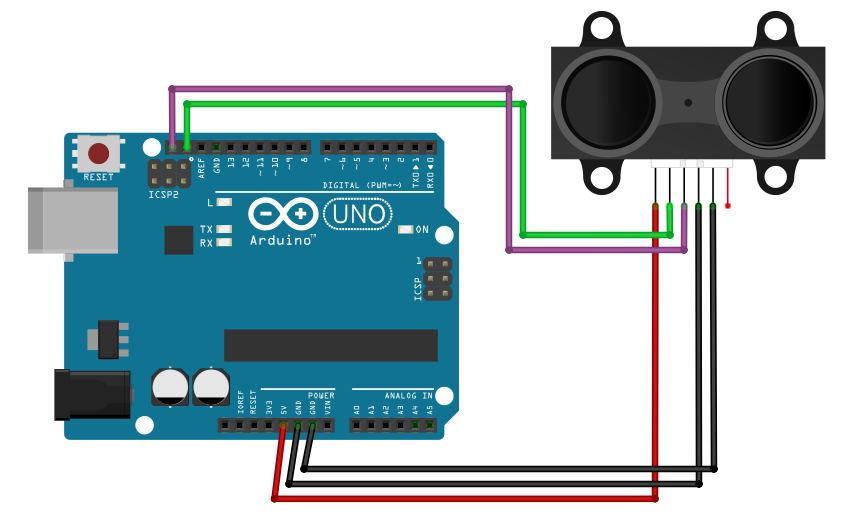 RESET
ICSP2
AREF
GND
13
12
~11
~10
~9
8
7
~6
~5
4
~3
2
TX0▶1
RX0◀0
DIGITAL (PWM=~)
L
TX
RX
UNO
Arduino™
ON
1
ICSP
POWER
ANALOG IN
IOREF
RESET
3V3
5V
GND
GND
VIN
A0
A1
A2
A3
A4
A5